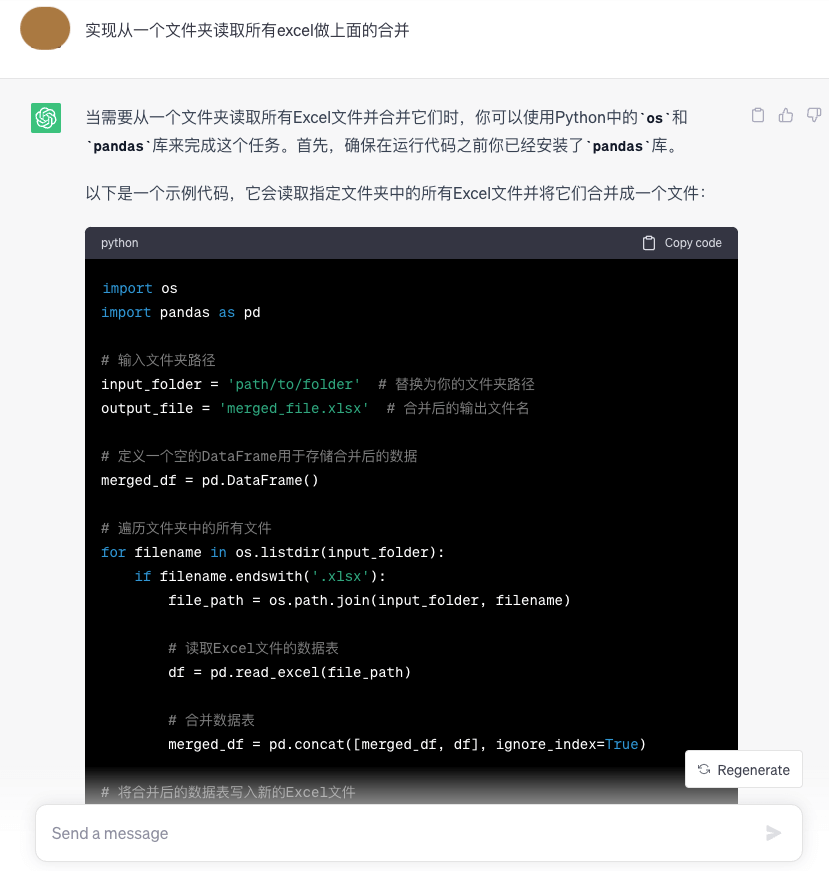 实现从一个文件夹读取所有excel做上面的合并
当需要从一个文件夹读取所有Excel文件并合并它们时，你可以使用Python中的`os`和
`pandas`库来完成这个任务。首先，确保在运行代码之前你已经安装了`pandas`库。
以下是一个示例代码，它会读取指定文件夹中的所有Excel文件并将它们合并成一个文件：
python
Copy code
import os
import pandas as pd
# 输入文件夹路径
input_folder = 'path/to/folder'  # 替换为你的文件夹路径
output_file = 'merged_file.xlsx'  # 合并后的输出文件名
# 定义一个空的DataFrame用于存储合并后的数据
merged_df = pd.DataFrame()
# 遍历文件夹中的所有文件
for filename in os.listdir(input_folder):
    if filename.endswith('.xlsx'):
        file_path = os.path.join(input_folder, filename)
        # 读取Excel文件的数据表
        df = pd.read_excel(file_path)
        # 合并数据表
        merged_df = pd.concat([merged_df, df], ignore_index=True)
# 将合并后的数据表写入新的Excel文件
Regenerate
Send a message